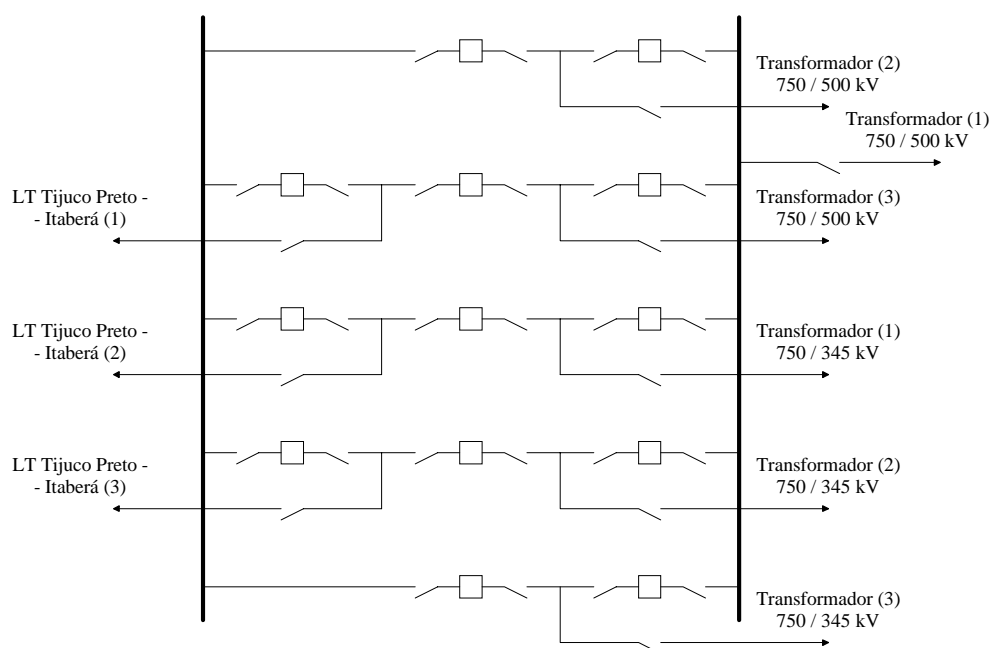 Transformador (2)
750 / 500 kV
Transformador (1)
750 / 500 kV
LT Tijuco Preto -
- Itaberá (1)
Transformador (3)
750 / 500 kV
LT Tijuco Preto -
- Itaberá (2)
Transformador (1)
750 / 345 kV
LT Tijuco Preto -
- Itaberá (3)
Transformador (2)
750 / 345 kV
Transformador (3)
750 / 345 kV